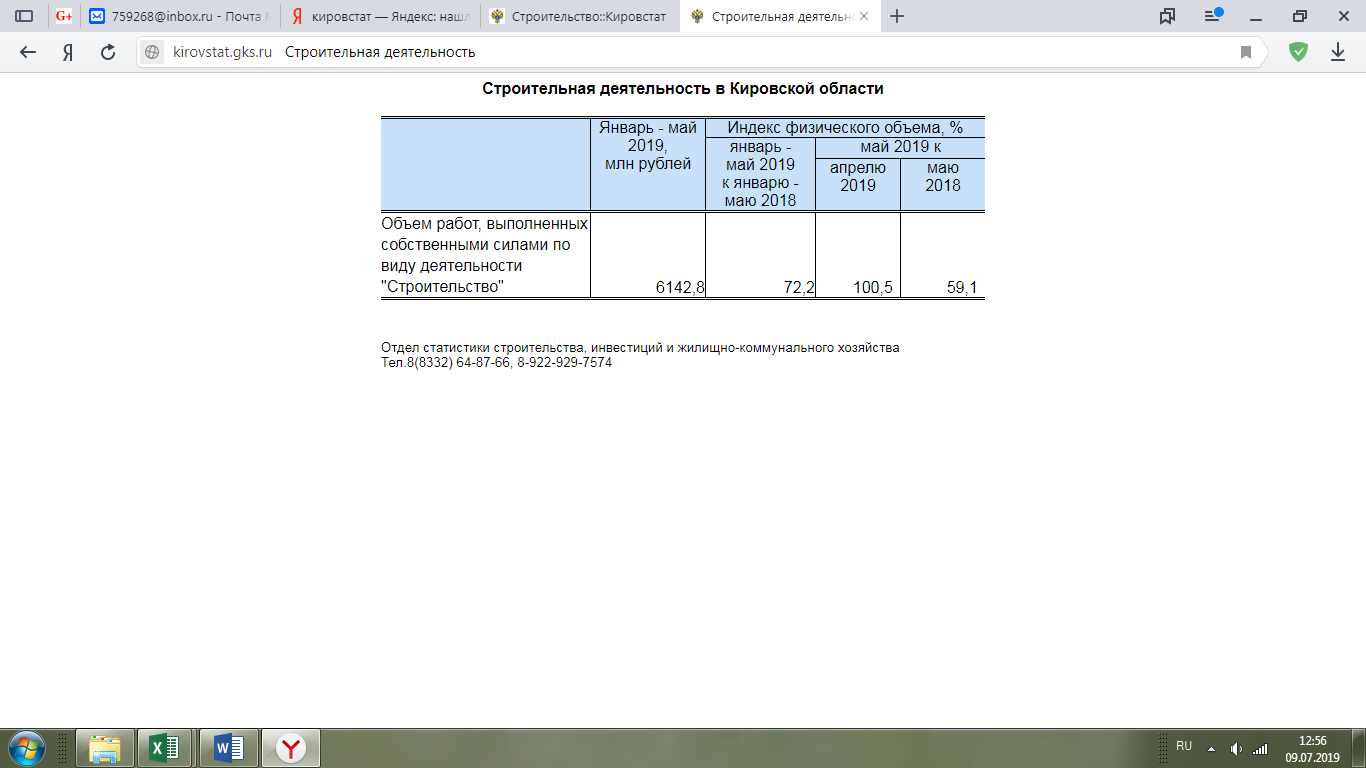 759268@inbox.ru - Почта
кировстат — Яндекс: наш
Строительство::Кировстат
Строительная деятельн
G+
kirovstat.gks.ru Строительная деятельность
Строительная деятельность в Кировской области
Январь - май
2019,
млн рублей
Индекс физического объема, %
январь -
май 2019
к январю -
маю 2018
май 2019 к
апрелю
2019
маю
2018
Объем работ, выполненных
собственными силами по
виду деятельности
"Строительство"
6142,8
72,2
100,5
59,1
Отдел статистики строительства, инвестиций и жилищно-коммунального хозяйства
Тел.8(8332) 64-87-66, 8-922-929-7574
RU
12:56
09.07.2019